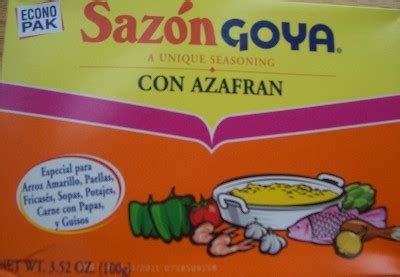 ECONO
PAK
Sazón GOYA®
A UNIQUE SEASONING
CON AZAFRAN
Especial para
Arroz Amarillo, Paellas,
Fricasés, Sopas, Potajes,
Carne con Papas,
y Guisos
NET WT. 3.52 OZ. (100g)